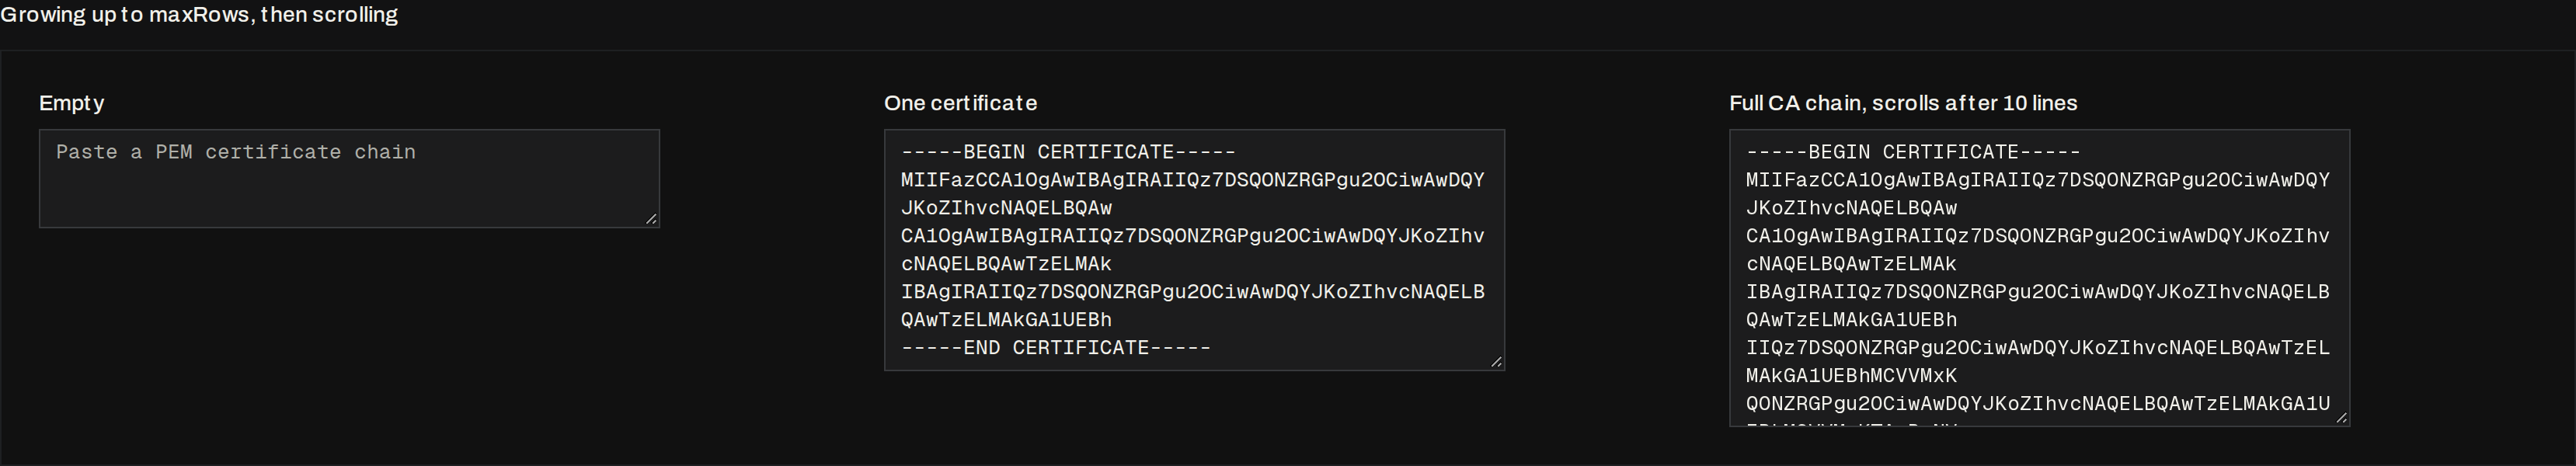 Growing up to maxRows, then scrolling
Empty
Paste a PEM certificate chain
One certificate
-----BEGIN CERTIFICATE-----
MIIFazCCA1OgAwIBAgIRAIIQz7DSQONZRGPgu2OCiwAwDQY
JKoZIhvcNAQELBQAw
CA1OgAwIBAgIRAIIQz7DSQONZRGPgu2OCiwAwDQYJKoZIhv
cNAQELBQAwTzELMAk
IBAgIRAIIQz7DSQONZRGPgu2OCiwAwDQYJKoZIhvcNAQELB
QAwTzELMAkGA1UEBh
-----END CERTIFICATE-----
Full CA chain, scrolls after 10 lines
-----BEGIN CERTIFICATE-----
MIIFazCCA1OgAwIBAgIRAIIQz7DSQONZRGPgu2OCiwAwDQY
JKoZIhvcNAQELBQAw
CA1OgAwIBAgIRAIIQz7DSQONZRGPgu2OCiwAwDQYJKoZIhv
cNAQELBQAwTzELMAk
IBAgIRAIIQz7DSQONZRGPgu2OCiwAwDQYJKoZIhvcNAQELB
QAwTzELMAkGA1UEBh
IIQz7DSQONZRGPgu2OCiwAwDQYJKoZIhvcNAQELBQAwTzEL
MAkGA1UEBhMCVVMxK
QONZRGPgu2OCiwAwDQYJKoZIhvcNAQELBQAwTzELMAkGA1U